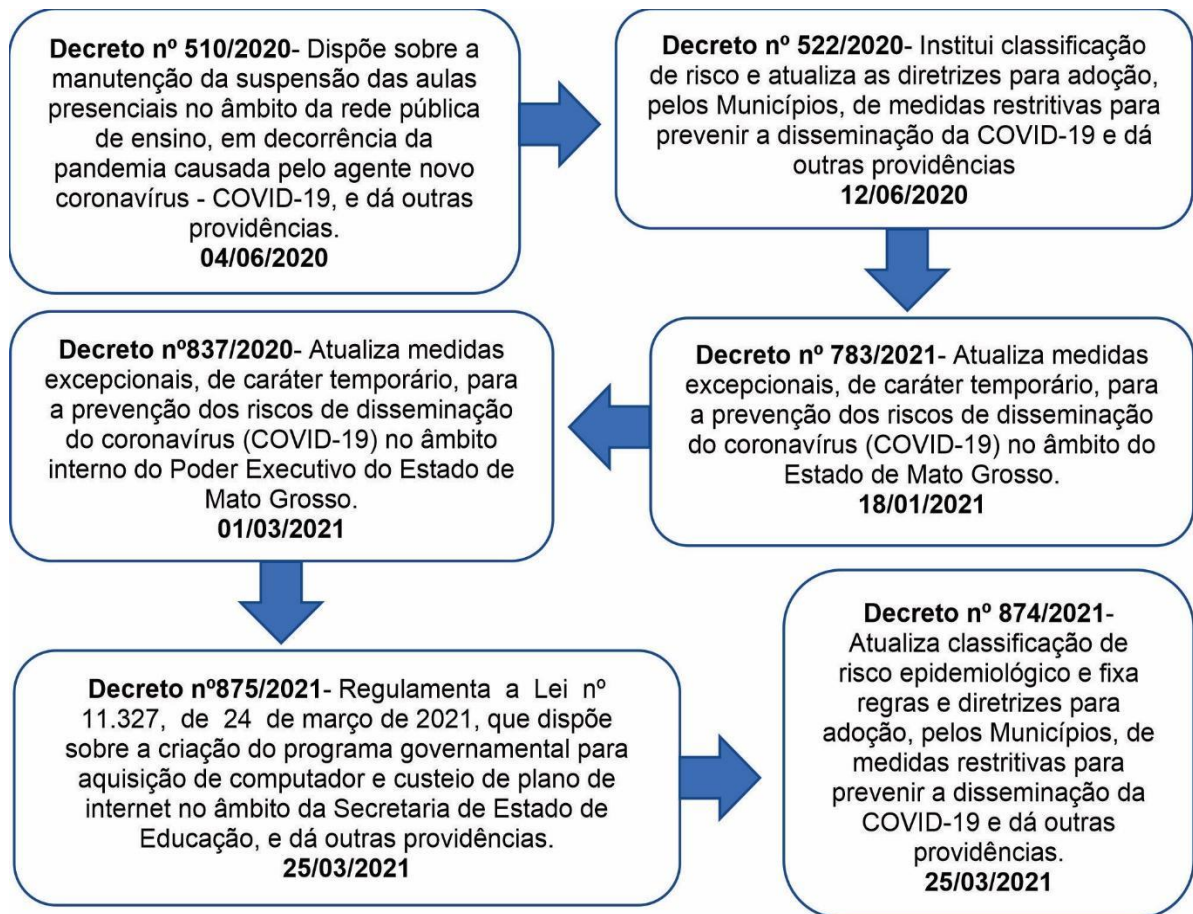 Decreto nº 510/2020- Dispõe sobre a
manutenção da suspensão das aulas
presenciais no âmbito da rede pública
de ensino, em decorrência da
pandemia causada pelo agente novo
coronavírus - COVID-19, e dá outras
providências.
04/06/2020
Decreto nº 522/2020- Institui classificação
de risco e atualiza as diretrizes para adoção,
pelos Municípios, de medidas restritivas para
prevenir a disseminação da COVID-19 e dá
outras providências
12/06/2020
Decreto nº 783/2021- Atualiza medidas
excepcionais, de caráter temporário, para
a prevenção dos riscos de disseminação
do coronavírus (COVID-19) no âmbito do
Estado de Mato Grosso.
18/01/2021
Decreto nº837/2020- Atualiza medidas
excepcionais, de caráter temporário, para
a prevenção dos riscos de disseminação
do coronavírus (COVID-19) no âmbito
interno do Poder Executivo do Estado de
Mato Grosso.
01/03/2021
Decreto nº875/2021- Regulamenta a Lei nº
11.327, de 24 de março de 2021, que dispõe
sobre a criação do programa governamental para
aquisição de computador e custeio de plano de
internet no âmbito da Secretaria de Estado de
Educação, e dá outras providências.
25/03/2021
Decreto nº 874/2021-
Atualiza classificação de
risco epidemiológico e fixa
regras e diretrizes para
adoção, pelos Municípios, de
medidas restritivas para
prevenir a disseminação da
COVID-19 e dá outras
providências.
25/03/2021